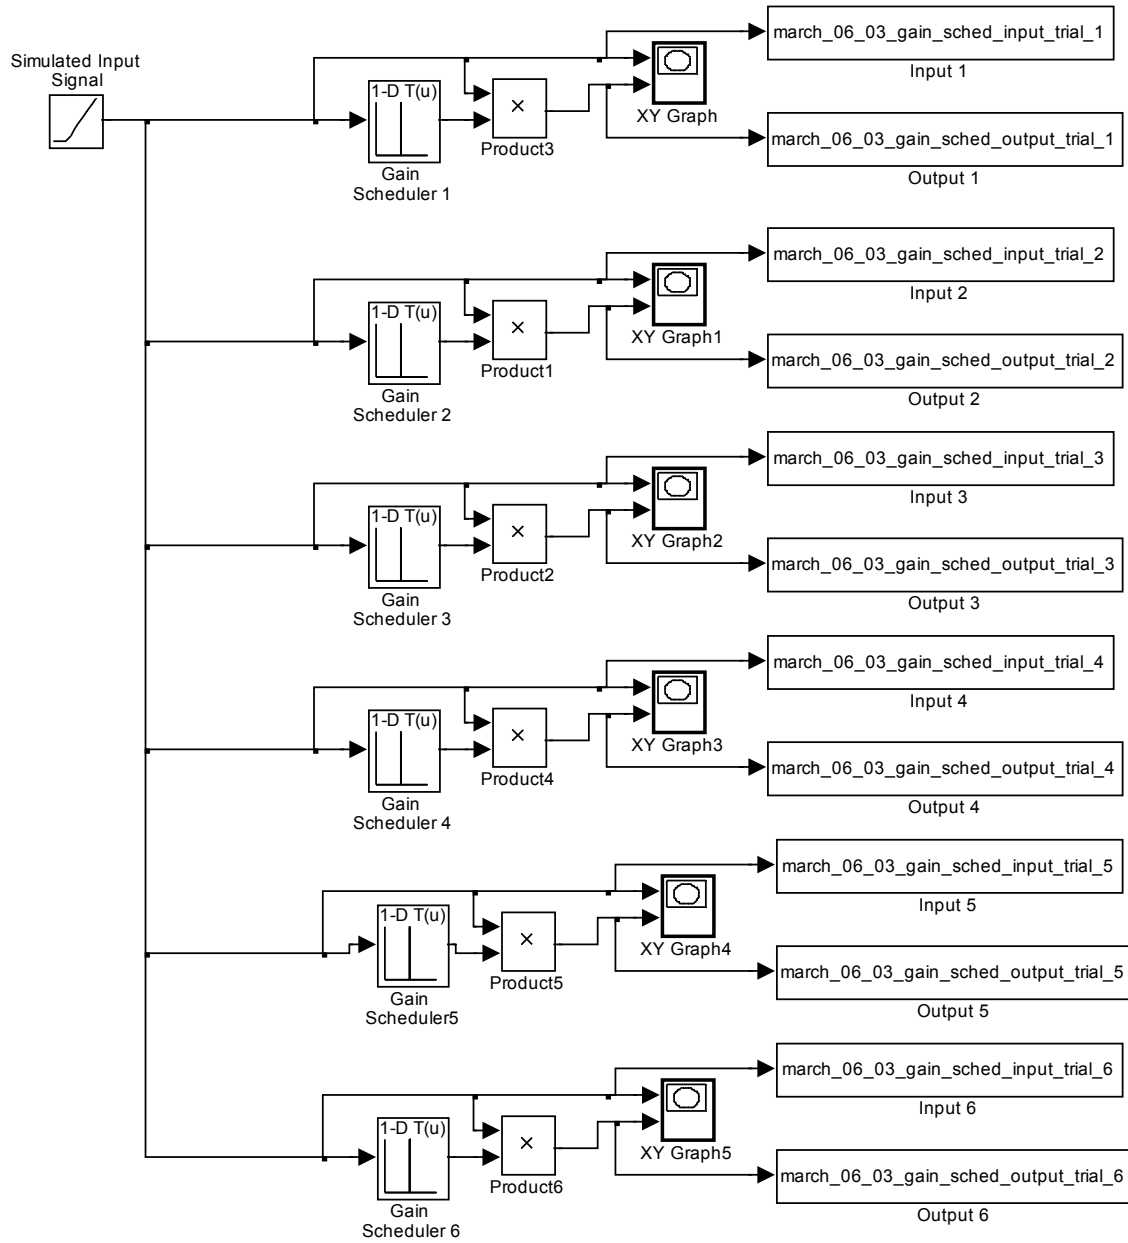 Simulated Input
Signal
march_06_03_gain_sched_input_trial_1
Input 1
1-D T(u)
×
XY Graph
Product3
march_06_03_gain_sched_output_trial_1
Output 1
Gain
Scheduler 1
march_06_03_gain_sched_input_trial_2
Input 2
1-D T(u)
×
XY Graph1
Product1
march_06_03_gain_sched_output_trial_2
Output 2
Gain
Scheduler 2
march_06_03_gain_sched_input_trial_3
Input 3
1-D T(u)
×
XY Graph2
Product2
march_06_03_gain_sched_output_trial_3
Output 3
Gain
Scheduler 3
march_06_03_gain_sched_input_trial_4
Input 4
1-D T(u)
×
XY Graph3
Product4
march_06_03_gain_sched_output_trial_4
Output 4
Gain
Scheduler 4
march_06_03_gain_sched_input_trial_5
Input 5
1-D T(u)
×
XY Graph4
Product5
march_06_03_gain_sched_output_trial_5
Output 5
Gain
Scheduler5
march_06_03_gain_sched_input_trial_6
Input 6
1-D T(u)
×
XY Graph5
Product6
march_06_03_gain_sched_output_trial_6
Output 6
Gain
Scheduler 6